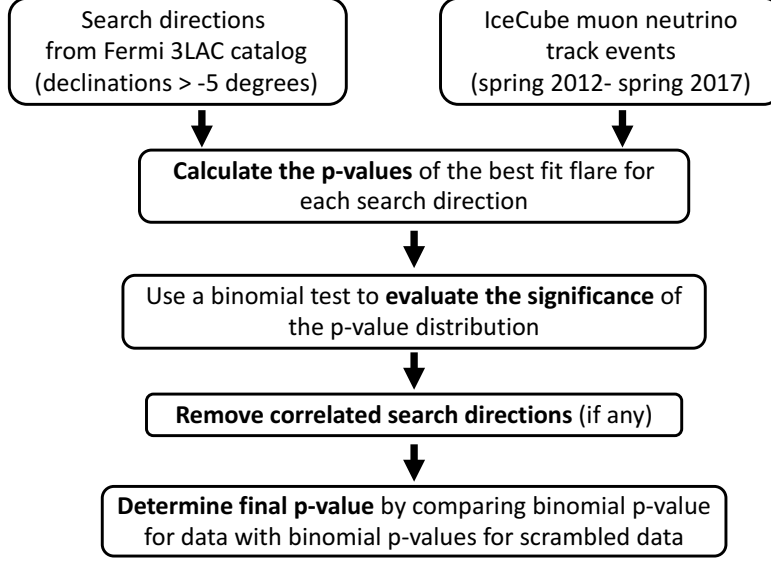 Search directions
from Fermi 3LAC catalog
(declinations > -5 degrees)
IceCube muon neutrino
track events
(spring 2012- spring 2017)
Calculate the p-values of the best fit flare for
each search direction
Use a binomial test to evaluate the significance of
the p-value distribution
Remove correlated search directions (if any)
Determine final p-value by comparing binomial p-value
for data with binomial p-values for scrambled data